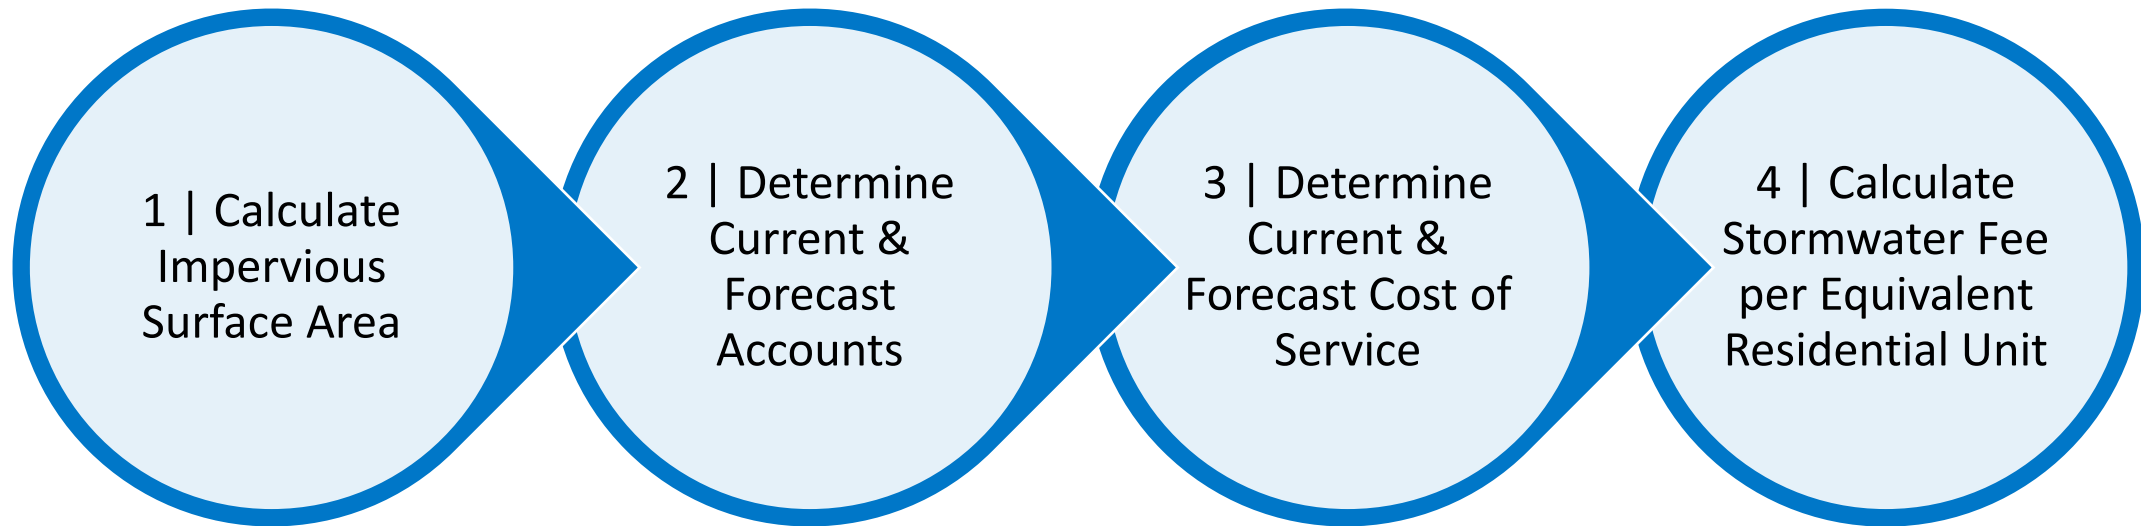 1 | Calculate
Impervious
Surface Area
2 | Determine
Current &
Forecast
Accounts
3 | Determine
Current &
Forecast Cost of
Service
4 | Calculate
Stormwater Fee
per Equivalent
Residential Unit